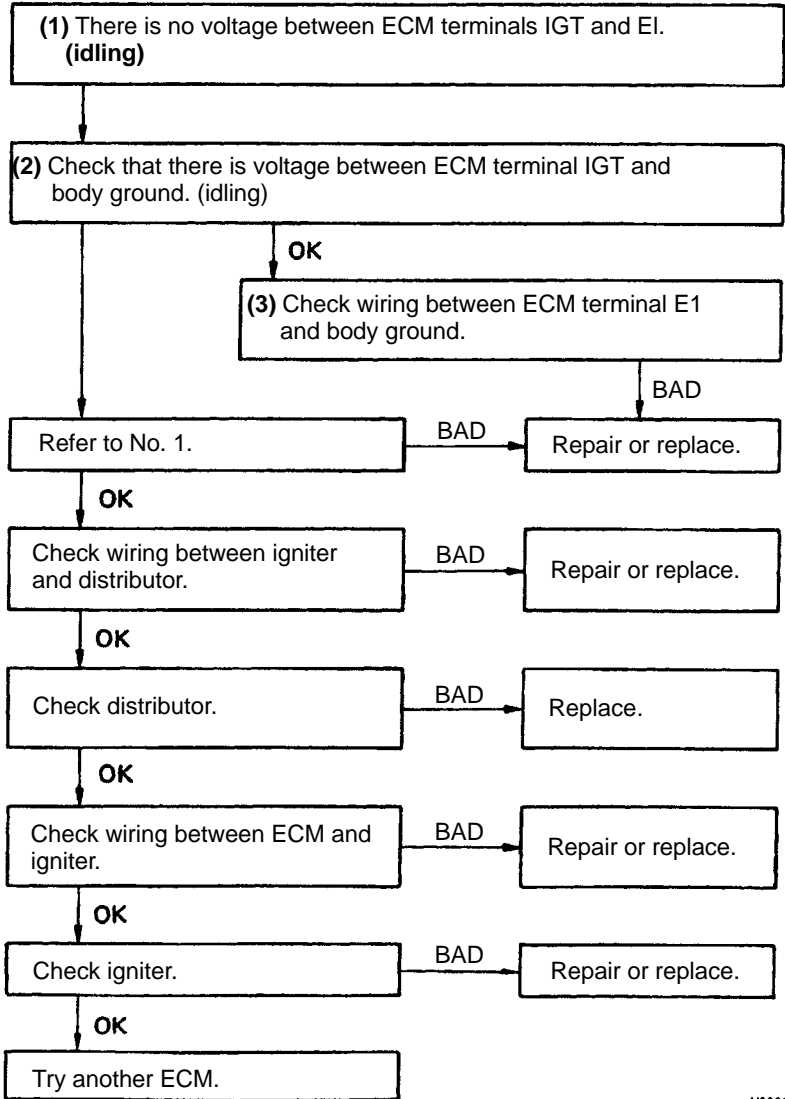 (1) There is no voltage between ECM terminals IGT and EI.
(idling)
(2) Check that there is voltage between ECM terminal IGT and
body ground. (idling)
OK
(3) Check wiring between ECM terminal E1
and body ground.
BAD
Refer to No. 1.
BAD
Repair or replace.
OK
Check wiring between igniter
and distributor.
BAD
Repair or replace.
OK
Check distributor.
BAD
Replace.
OK
Check wiring between ECM and
igniter.
BAD
Repair or replace.
OK
Check igniter.
BAD
Repair or replace.
OK
Try another ECM.